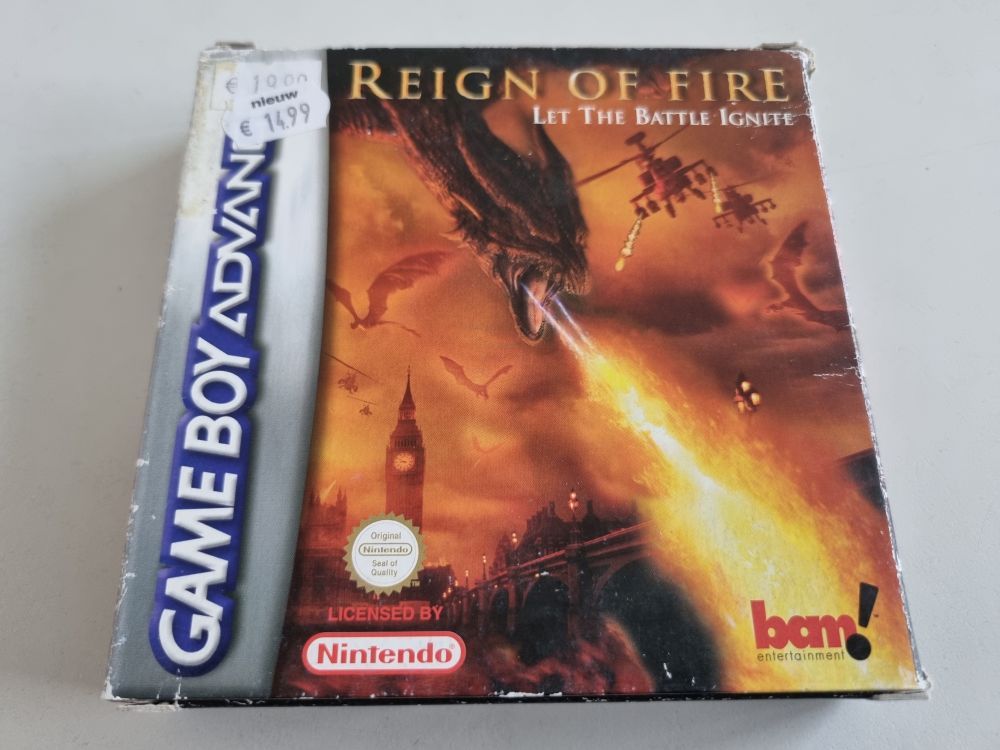 € 19.00
nieuw
€ 14.99
REIGN OF FIRE
LET THE BATTLE IGNITE
GAME BOY ADVANC
Original
Nintendo
Seal of
Quality
LICENSED BY
Nintendo
bam!
entertainment